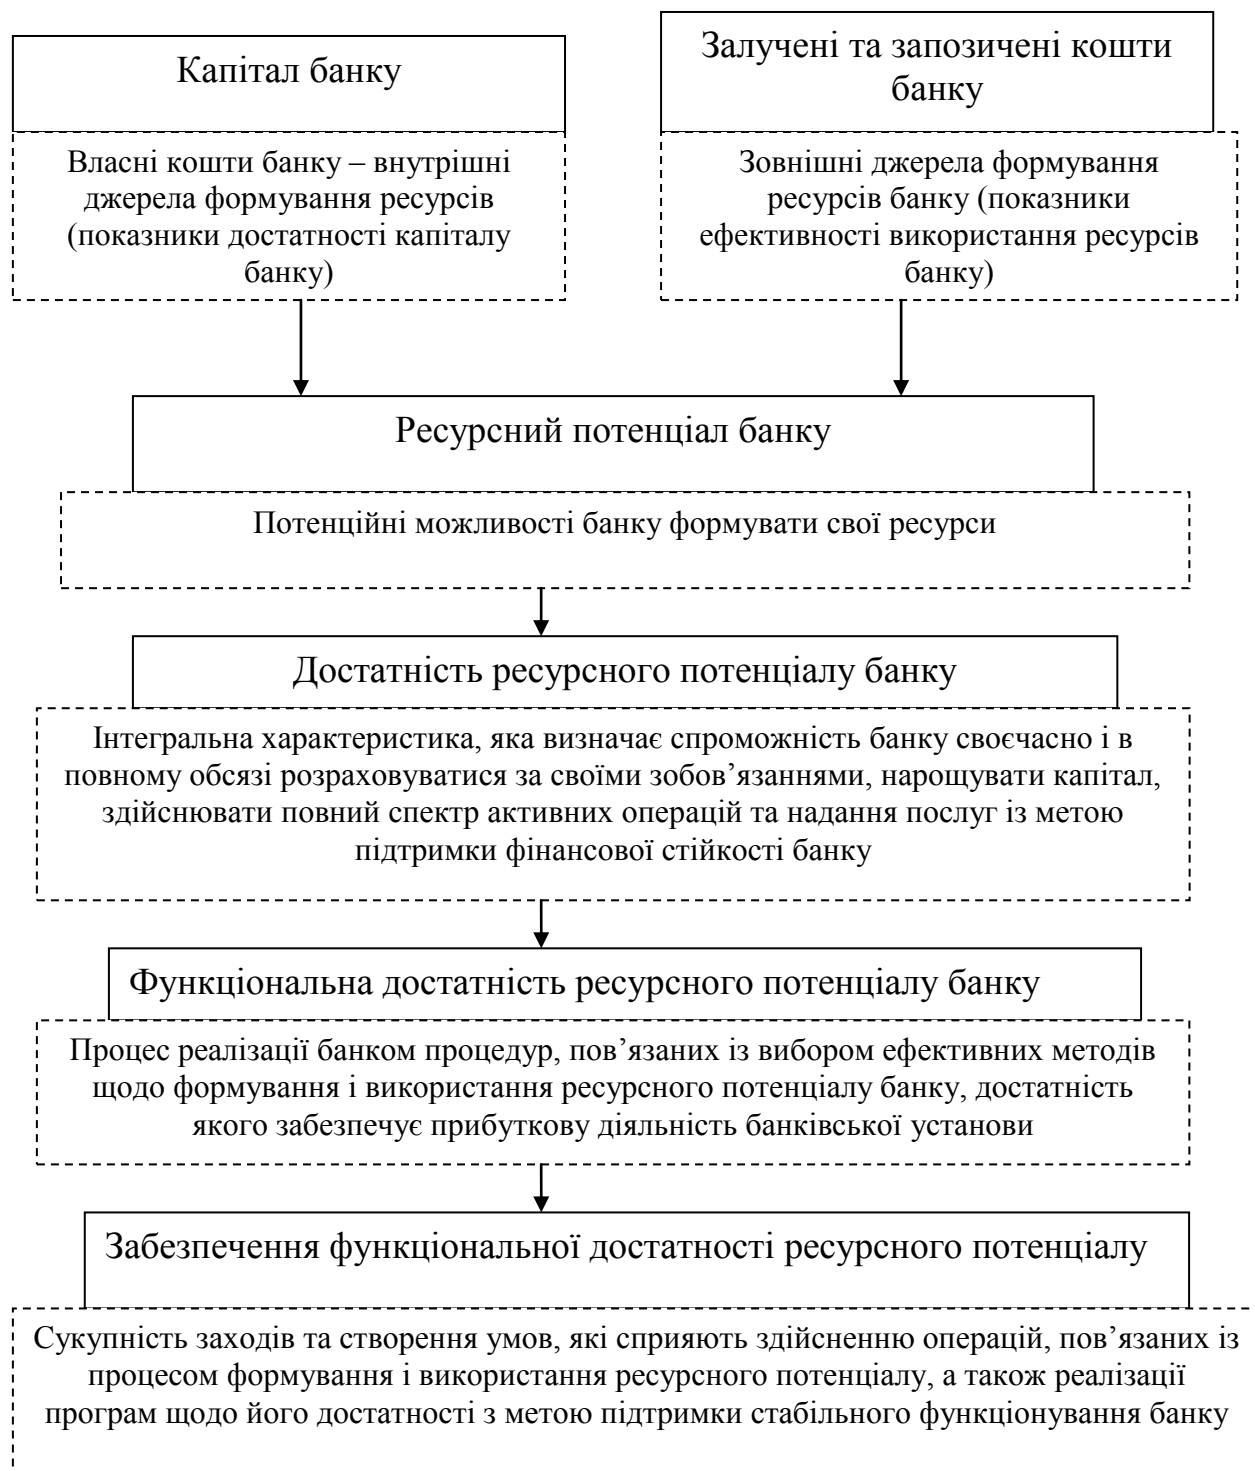 Капітал банку
Власні кошти банку – внутрішні
джерела формування ресурсів
(показники достатності капіталу
банку)
Залучені та запозичені кошти
банку
Зовнішні джерела формування
ресурсів банку (показники
ефективності використання ресурсів
банку)
Ресурсний потенціал банку
Потенційні можливості банку формувати свої ресурси
Достатність ресурсного потенціалу банку
Інтегральна характеристика, яка визначає спроможність банку своєчасно і в
повному обсязі розраховуватися за своїми зобов’язаннями, нарощувати капітал,
здійснювати повний спектр активних операцій та надання послуг із метою
підтримки фінансової стійкості банку
Функціональна достатність ресурсного потенціалу банку
Процес реалізації банком процедур, пов’язаних із вибором ефективних методів
щодо формування і використання ресурсного потенціалу банку, достатність
якого забезпечує прибуткову діяльність банківської установи
Забезпечення функціональної достатності ресурсного потенціалу
Сукупність заходів та створення умов, які сприяють здійсненню операцій, пов’язаних із
процесом формування і використання ресурсного потенціалу, а також реалізації
програм щодо його достатності з метою підтримки стабільного функціонування банку